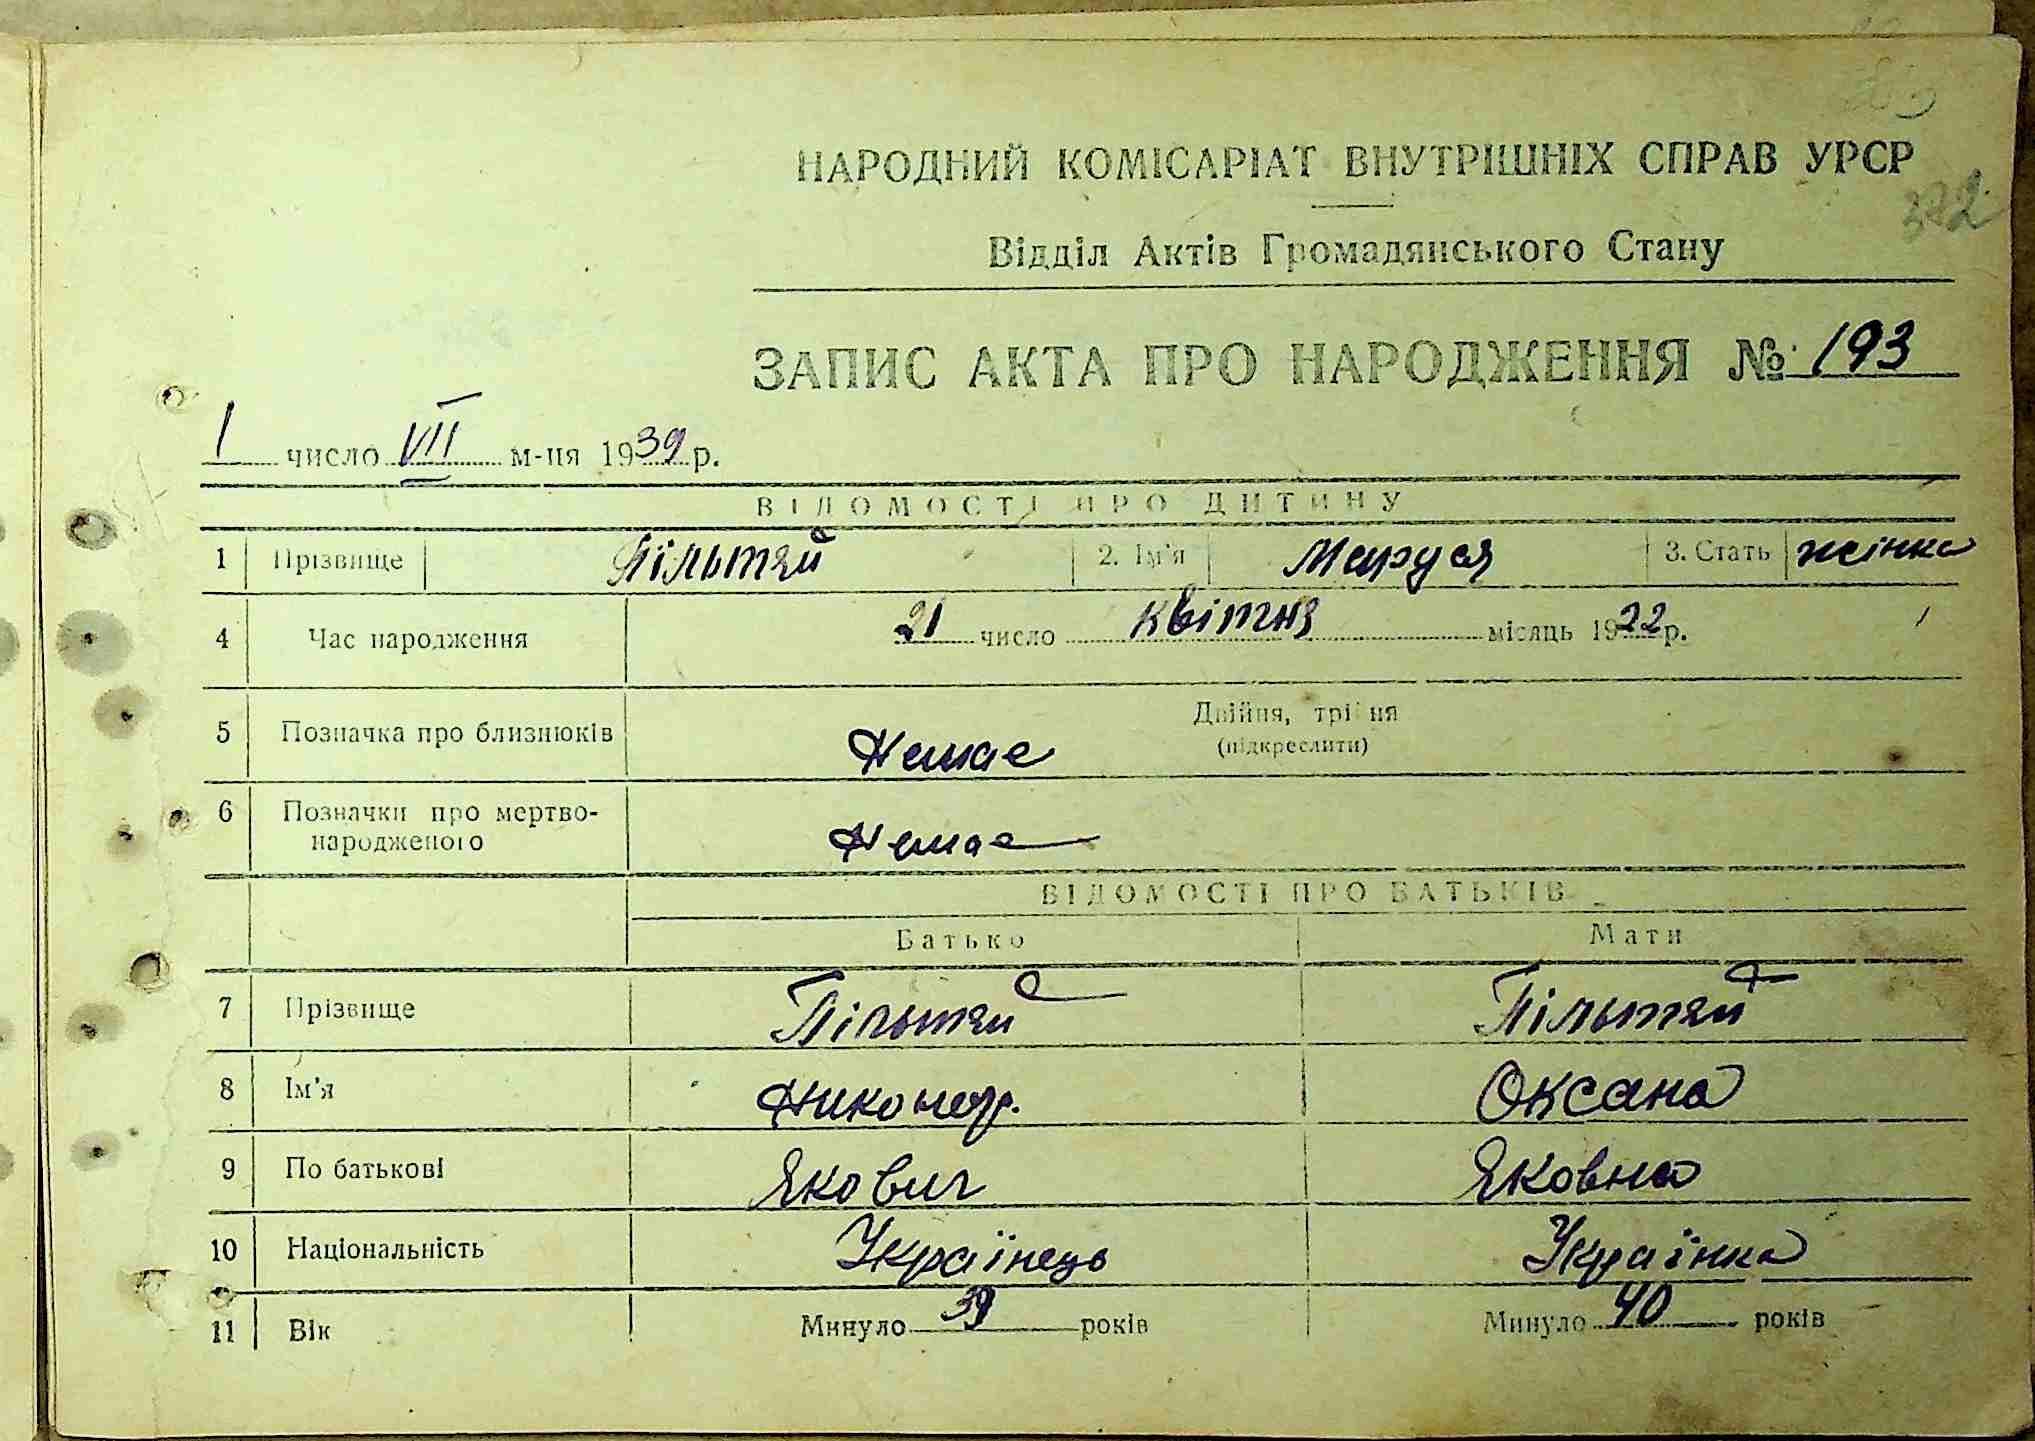 НАРОДНИЙ КОМІСАРІАТ ВНУТРІШНІХ СПРАВ УРСР
Відділ Актів Громадянського Стану
ЗАПИС АКТА ПРО НАРОДЖЕННЯ № 193
1 число VII м-ця 1939 р.
ВІДОМОСТІ ПРО ДИТИНУ
1 Прізвище Пільтяй 2. Ім'я Маруся 3. Стать жінка
4 Час народження 21 число квітня місяць 1922 р.
5 Позначка про близнюків Немає Двійня, трійня
(підкреслити)
6 Позначки про мертво-
народженого Немає
ВІДОМОСТІ ПРО БАТЬКІВ
Батько Мати
7 Прізвище Пільтяй Пільтяй
8 Ім'я Никонор. Оксана
9 По батькові Якович Яковна
10 Національність Українець Українка
11 Вік Минуло 39 років Минуло 40 років